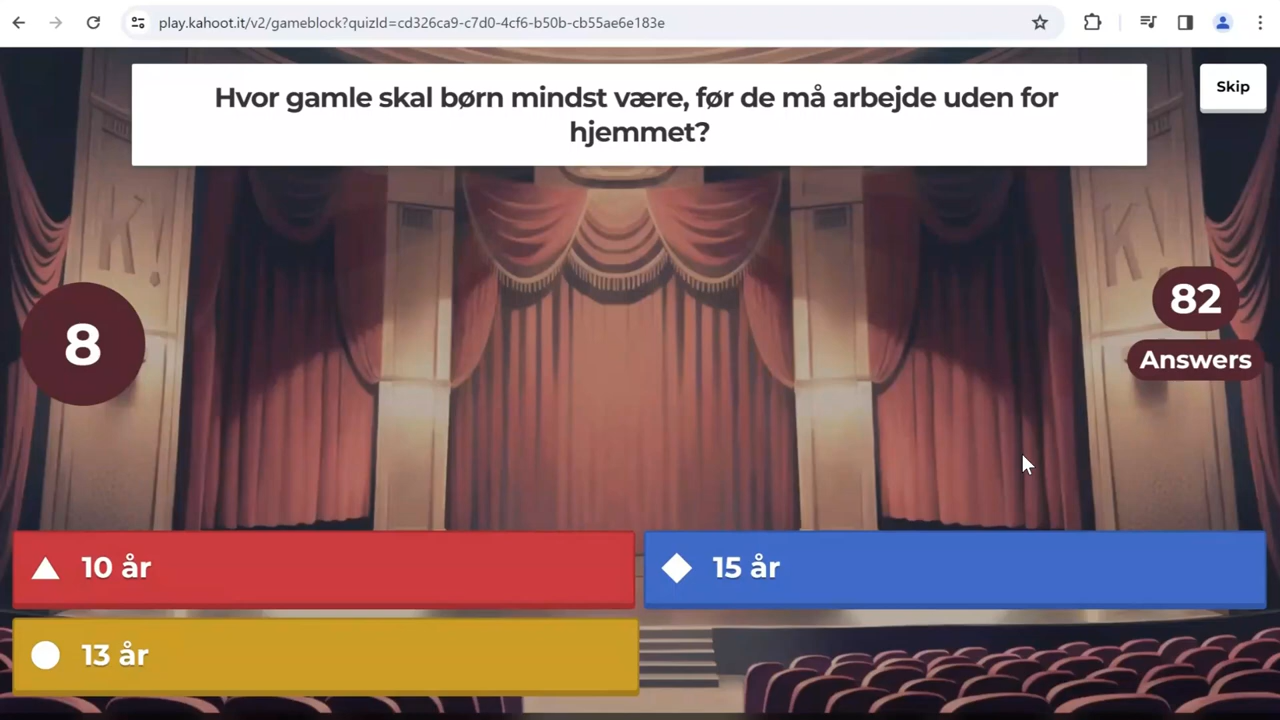 play.kahoot.it/v2/gameblock?quizId=cd326ca9-c7d0-4cf6-b50b-cb55ae6e183e
Hvor gamle skal børn mindst være, før de må arbejde uden for
hjemmet?
Skip
K!
K!
8
82
Answers
10 år
15 år
13 år